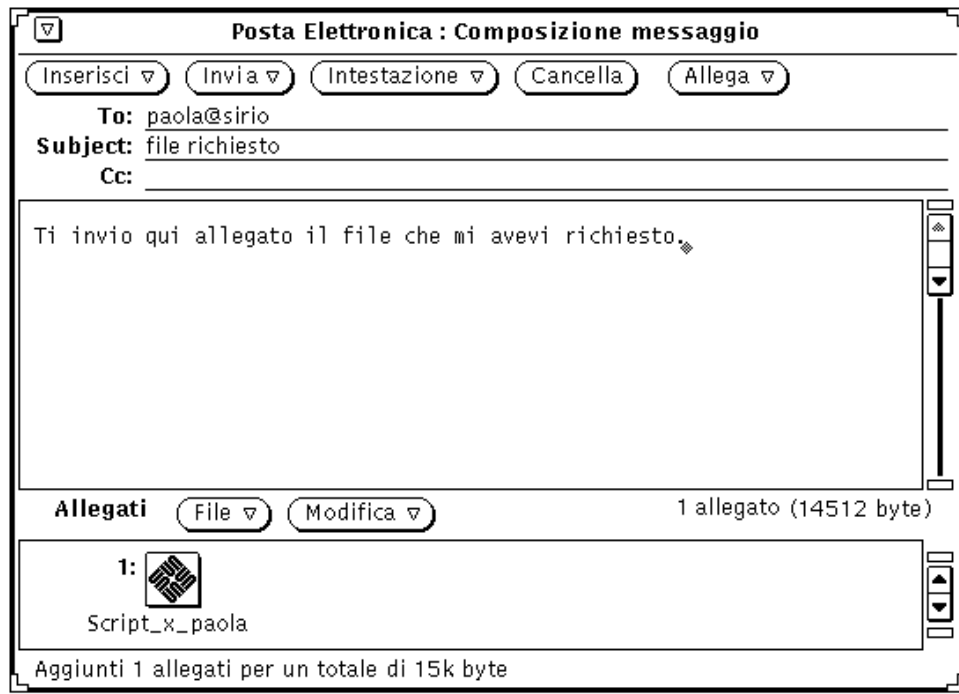 Posta Elettronica : Composizione messaggio
Inserisci Invia Intestazione Cancella Allega
To: paola@sirio
Subject: file richiesto
Cc:
Ti invio qui allegato il file che mi avevi richiesto.
Allegati File Modifica 1 allegato (14512 byte)
1:
Script_x_paola
Aggiunti 1 allegati per un totale di 15k byte